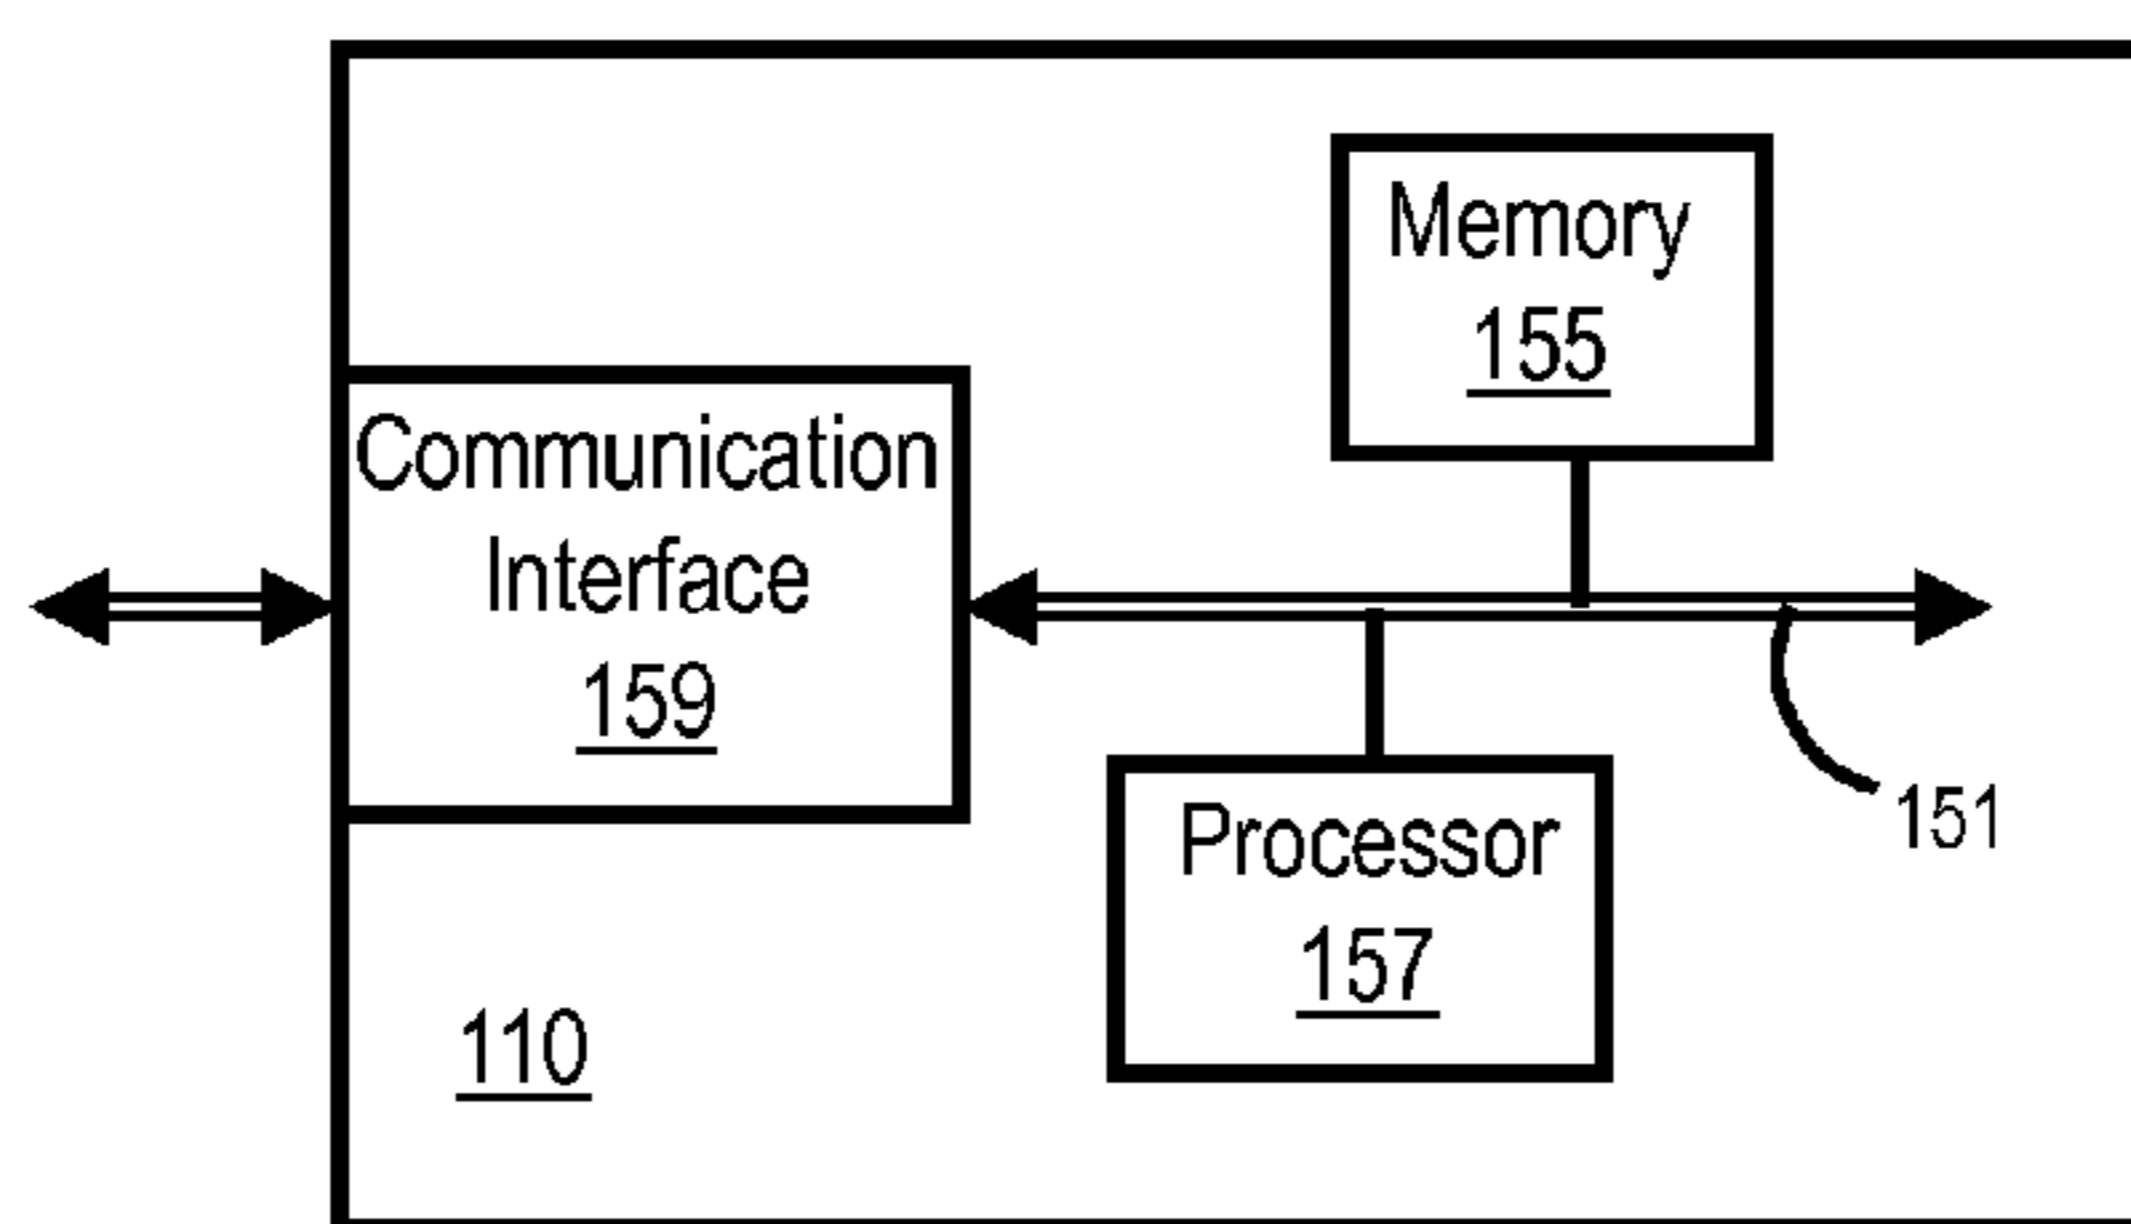 Memory
155
Communication
Interface
159
Processor
157
151
110